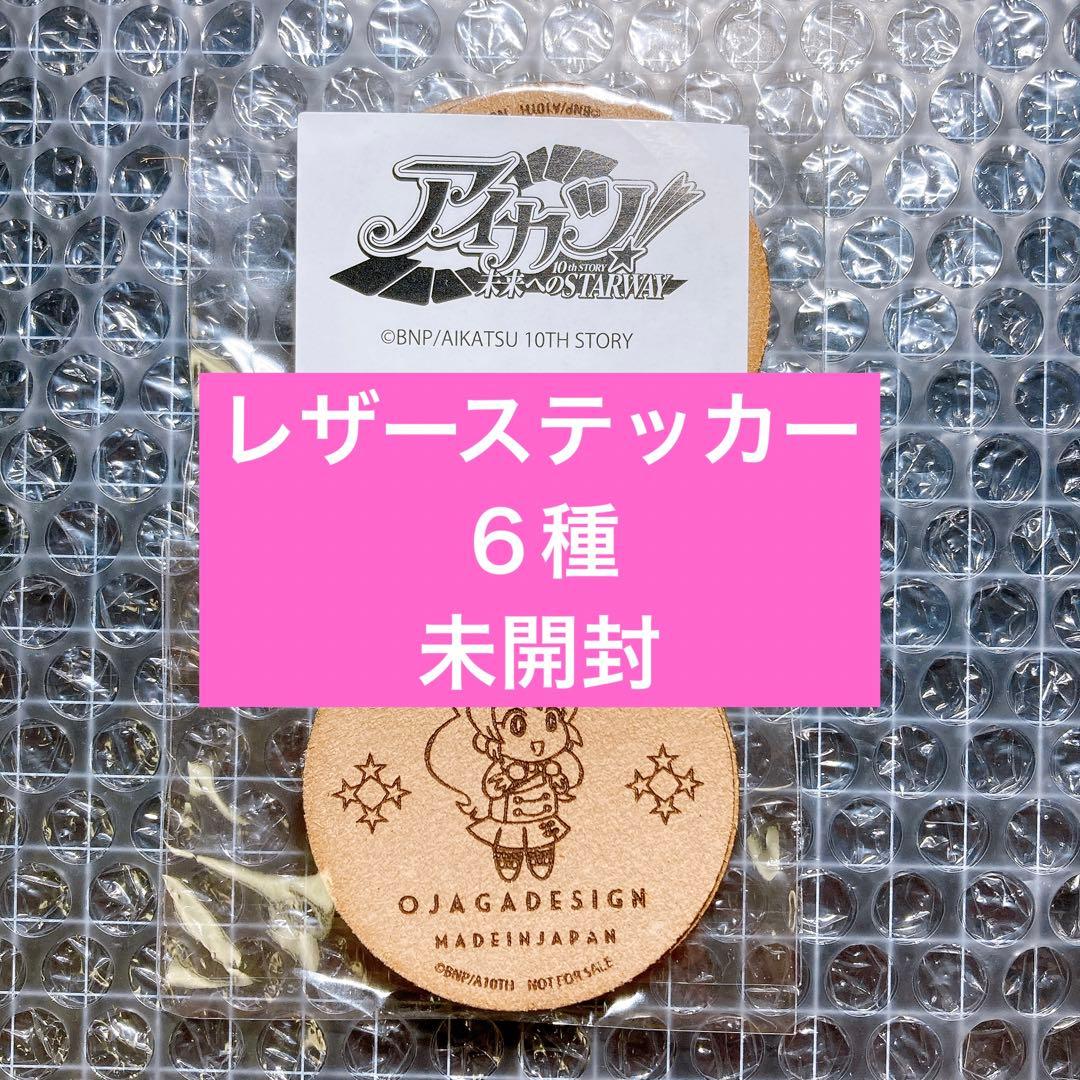 ©BNP/A10TH
アイカツ!
10th STORY
未来へのSTARWAY
©BNP/AIKATSU 10TH STORY
レザーステッカー
６種
未開封
OJAGADESIGN
MADEINJAPAN
©BNP/A10TH NOT FOR SALE